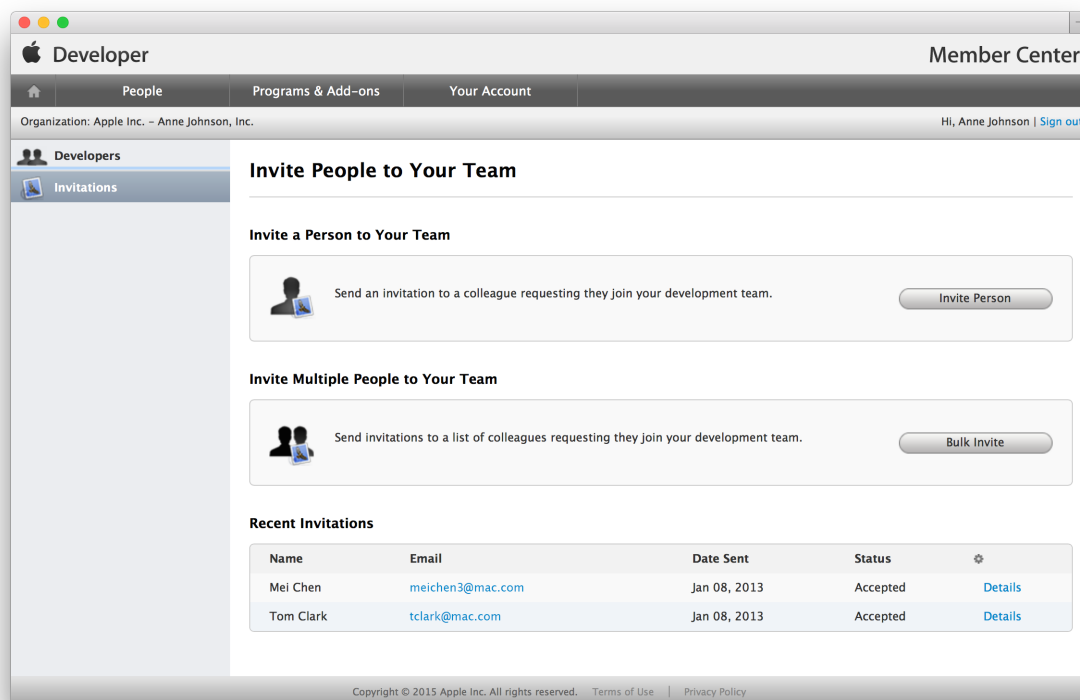 Developer
Member Center
People
Programs & Add-ons
Your Account
Organization: Apple Inc. - Anne Johnson, Inc.
Hi, Anne Johnson | Sign out
Developers
Invitations
Invite People to Your Team
Invite a Person to Your Team
Send an invitation to a colleague requesting they join your development team.
Invite Person
Invite Multiple People to Your Team
Send invitations to a list of colleagues requesting they join your development team.
Bulk Invite
Recent Invitations
Name Email Date Sent Status
Mei Chen meichen3@mac.com Jan 08, 2013 Accepted Details
Tom Clark tclark@mac.com Jan 08, 2013 Accepted Details
Copyright © 2015 Apple Inc. All rights reserved. Terms of Use | Privacy Policy